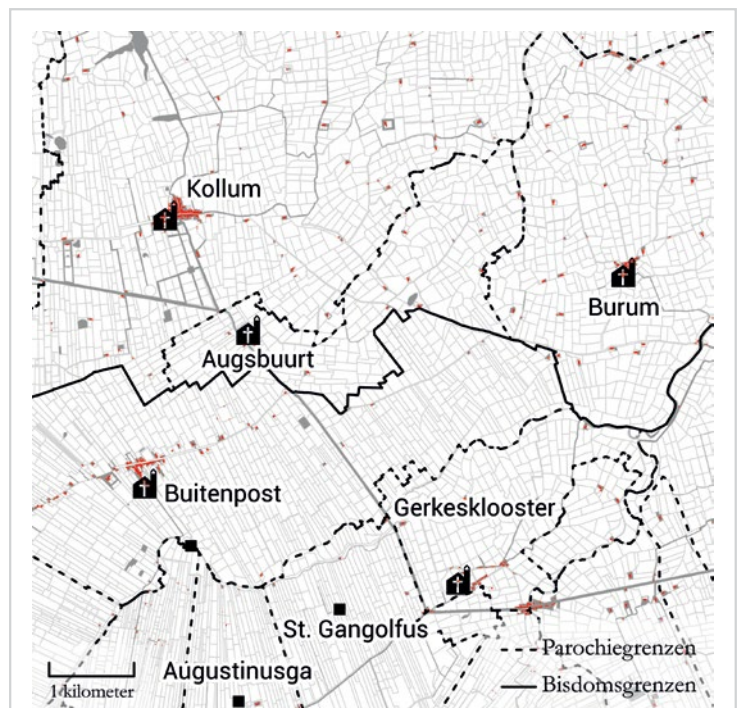 Kollum
Burum
Augsbuurt
Buitenpost
Gerkesklooster
St. Gangolfus
Augustinusga
Parochiegrenzen
Bisdomsgrenzen
1 kilometer